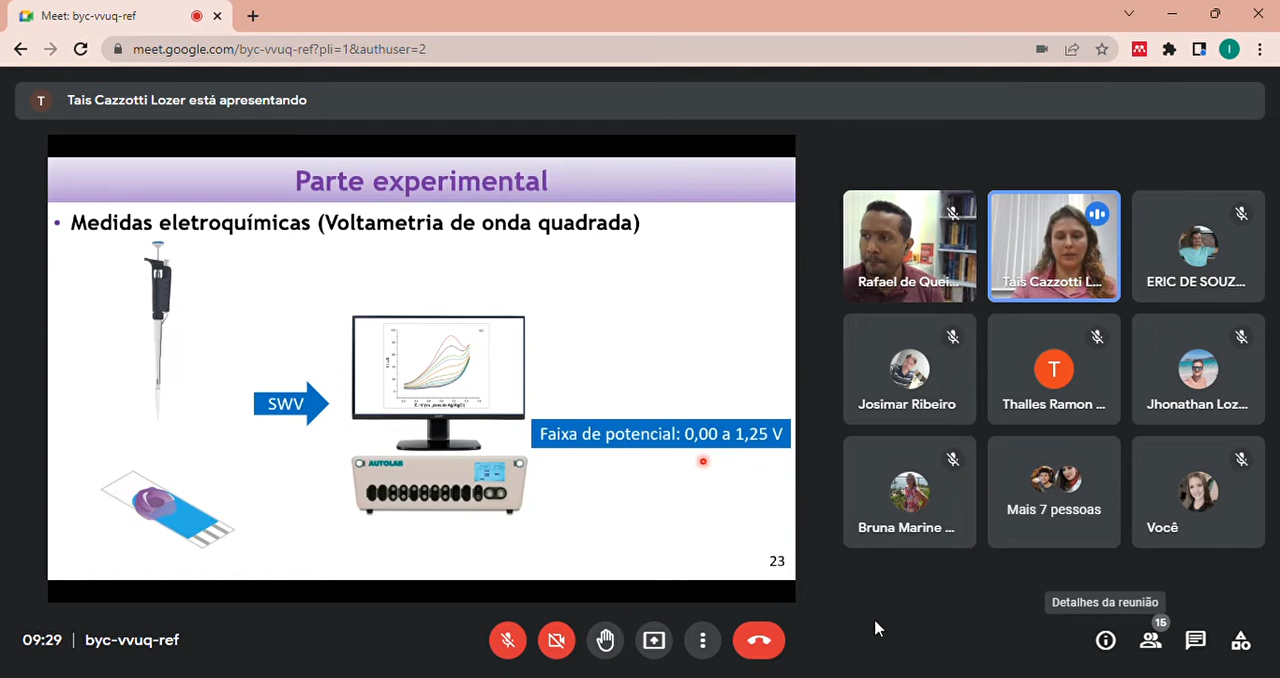 Meet: byc-vvuq-ref
meet.google.com/byc-vvuq-ref?pli=1&authuser=2
I
T
Tais Cazzotti Lozer está apresentando
Parte experimental
• Medidas eletroquímicas (Voltametria de onda quadrada)
SWV
AUTOLAB
Faixa de potencial: 0,00 a 1,25 V
23
Rafael de Quei...
Tais Cazzotti L...
ERIC DE SOUZ...
Josimar Ribeiro
T
Thalles Ramon ...
Jhonathan Loz...
Bruna Marine ...
Mais 7 pessoas
Você
Detalhes da reunião
15
09:29 | byc-vvuq-ref